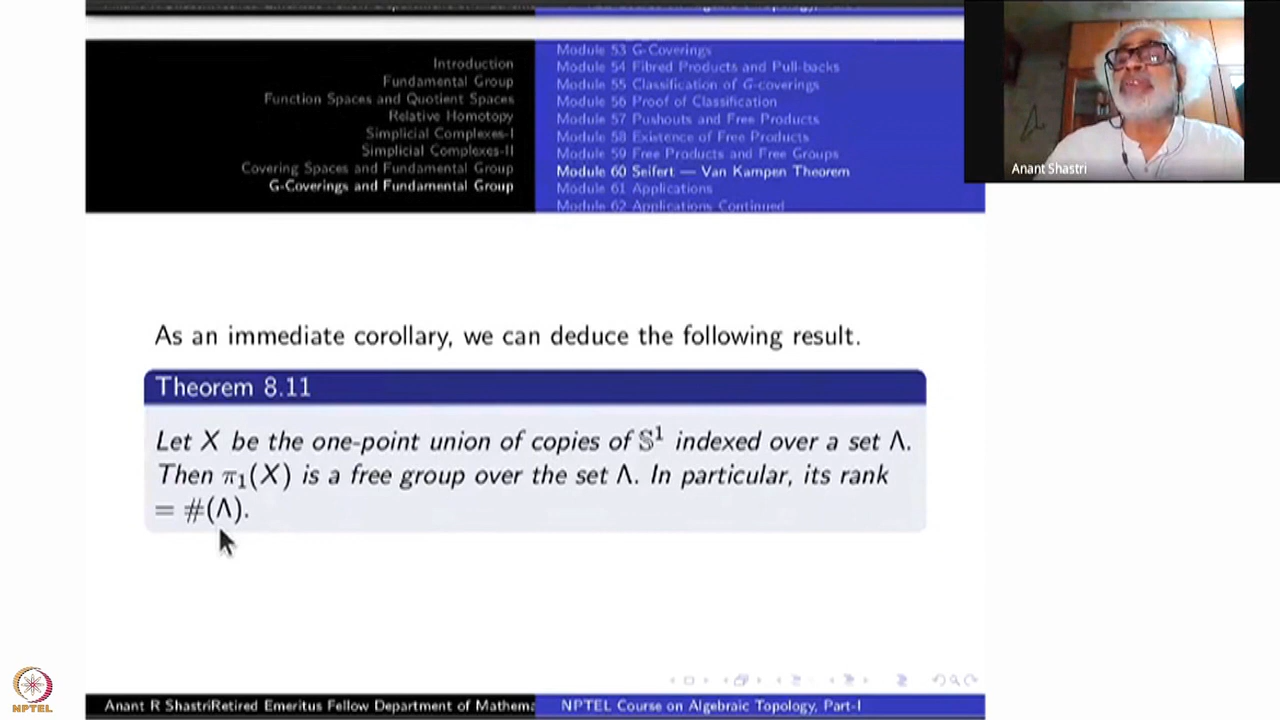 Introduction
Fundamental Group
Function Spaces and Quotient Spaces
Relative Homotopy
Simplicial Complexes-I
Simplicial Complexes-II
Covering Spaces and Fundamental Group
G-Coverings and Fundamental Group
Module 53 G-Coverings
Module 54 Fibred Products and Pull-backs
Module 55 Classification of G-coverings
Module 56 Proof of Classification
Module 57 Pushouts and Free Products
Module 58 Existence of Free Products
Module 59 Free Products and Free Groups
Module 60 Seifert — Van Kampen Theorem
Module 61 Applications
Module 62 Applications Continued
Anant Shastri
As an immediate corollary, we can deduce the following result.
Theorem 8.11
Let X be the one-point union of copies of 𝕊¹ indexed over a set Λ.
Then π₁(X) is a free group over the set Λ. In particular, its rank
= #(Λ).
NPTEL
Anant R ShastriRetired Emeritus Fellow Department of Mathema
NPTEL Course on Algebraic Topology, Part-I